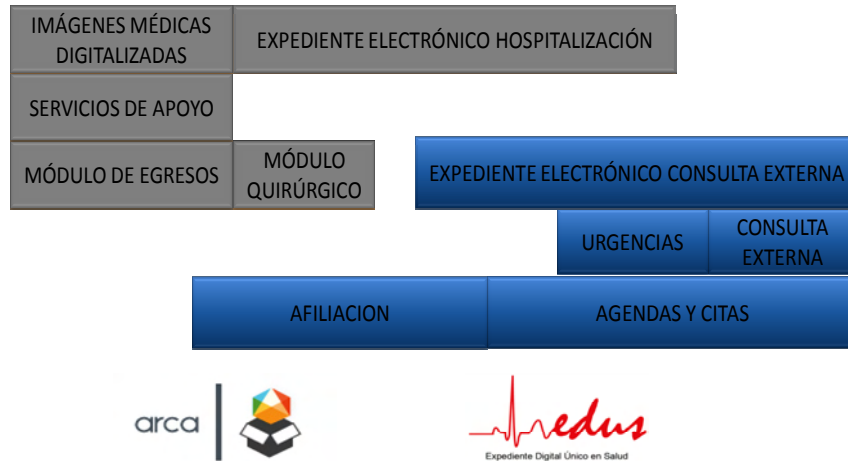 IMÁGENES MÉDICAS
DIGITALIZADAS
EXPEDIENTE ELECTRÓNICO HOSPITALIZACIÓN
SERVICIOS DE APOYO
MÓDULO DE EGRESOS
MÓDULO
QUIRÚRGICO
EXPEDIENTE ELECTRÓNICO CONSULTA EXTERNA
URGENCIAS
CONSULTA
EXTERNA
AFILIACION
AGENDAS Y CITAS
arca
edus
Expediente Digital Único en Salud